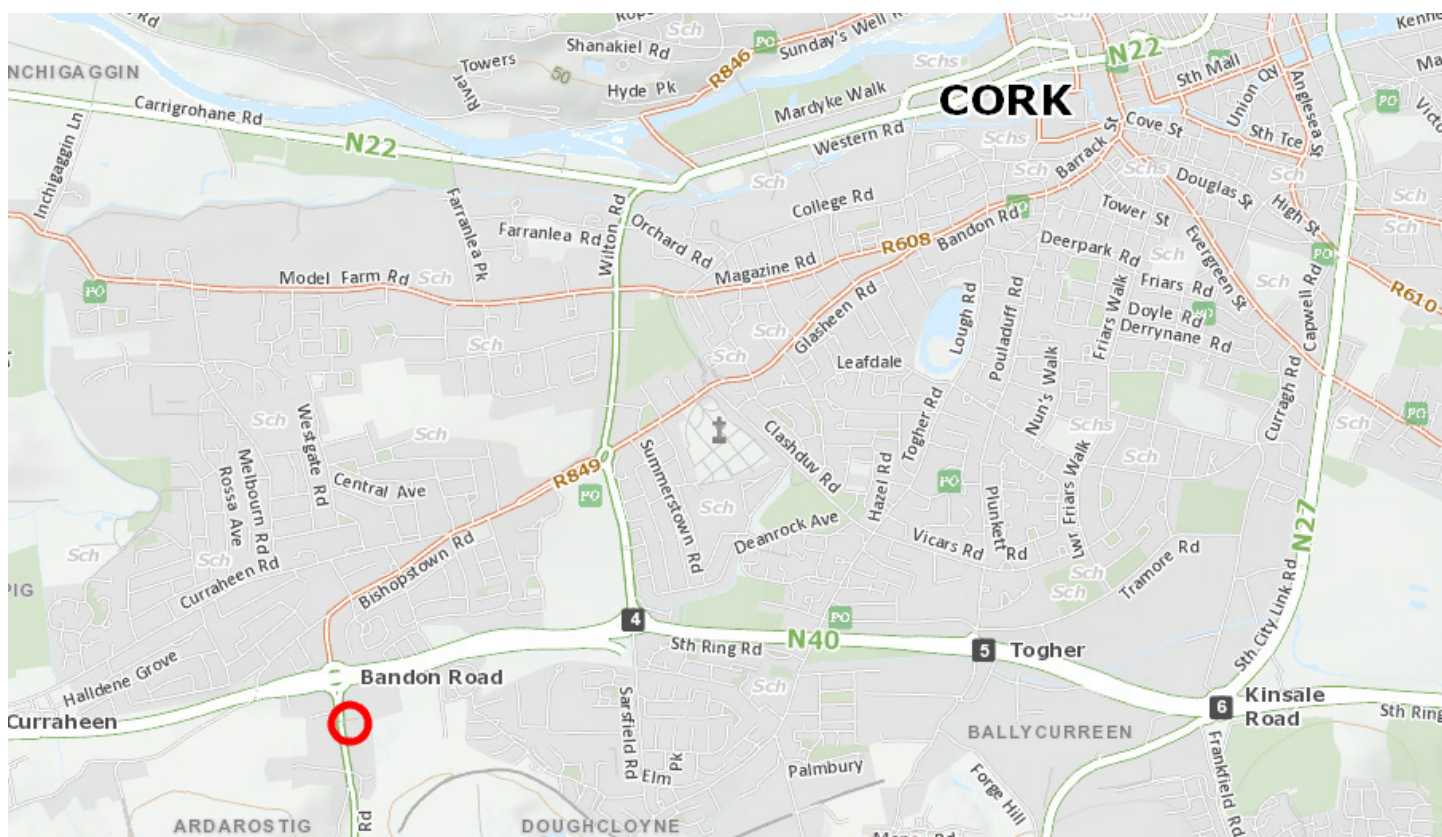 Rd
Shanakiel Rd
Sch
PO
Sunday's Well R
Kenne
N22
Towers
River
50
Hyde Pk
R846
Schs
Sth Mall
NCHIGAGGIN
Carrigrohane Rd
Mardyke Walk
CORK
Union Qy
Anglesea St
PO
Victo
N22
Western Rd
Schs
Cove St
Sth Tce
Inchigaggin Ln
Sch
Sch
Barrack St
Schs
Douglas St
Sch
Farranlea Pk
Farranlea Rd
Wilton Rd
Orchard Rd
College Rd
PO
Tower St
High St
R608
Bandon Rd
Evergreen St
PO
Model Farm Rd
Sch
Magazine Rd
Deerpark Rd
PO
Friars Rd
Capwell Rd
R610
Glasheen Rd
Lough Rd
Pouladuff Rd
Friars Walk
Doyle Rd
PO
Derrynane Rd
Sch
Sch
Leafdale
Nun's Walk
Curragh Rd
PO
Sch
Westgate Rd
Sch
Togher Rd
Schs
Sch
Melbourn Rd
Rossa Ave
Central Ave
R849
PO
Summerstown Rd
Clashduv Rd
Hazel Rd
PO
Plunkett Rd
Lwr Friars Walk
Sch
Sch
Deanrock Ave
Vicars Rd
N27
Sch
Curraheen Rd
Sch
Bishopstown Rd
Sch
Tramore Rd
PIG
4
PO
N40
Sth Ring Rd
5
Togher
Sth City Link Rd
Halldene Grove
Bandon Road
Sch
6
Kinsale
Road
Curraheen
Sarsfield Rd
BALLYCURREEN
Sth Ring
Elm
Pk
Palmbury
Forge Hill
Frankfield Rd
ARDAROSTIG
Rd
DOUGHCLOYNE